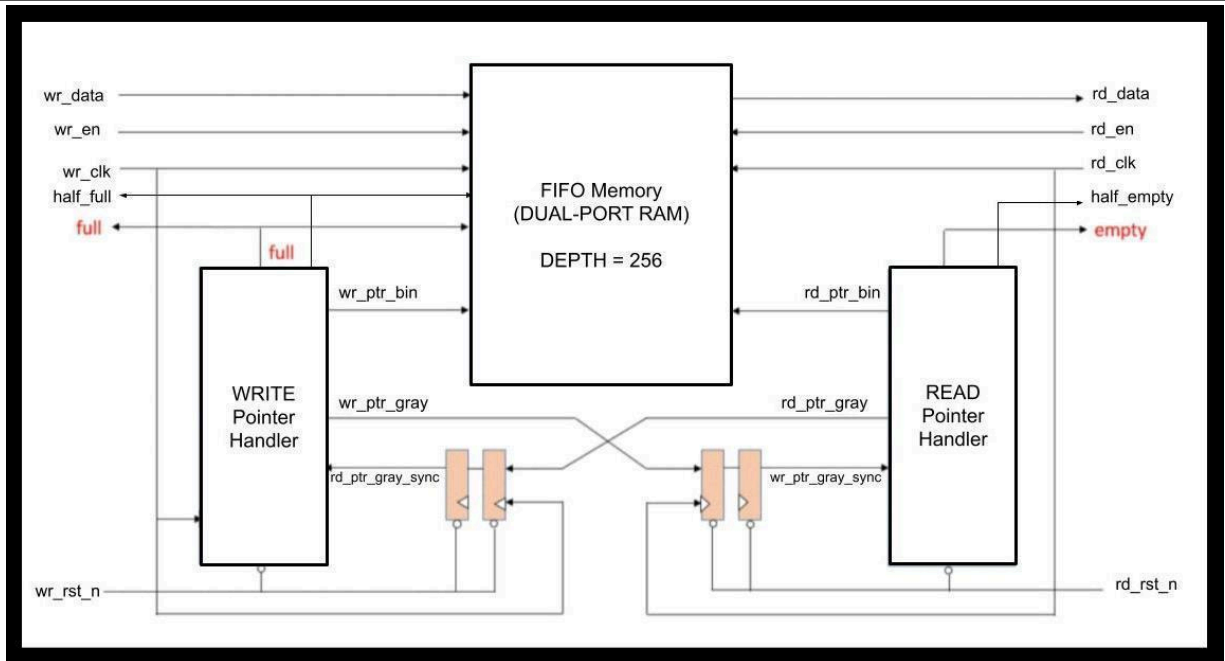 wr_data
wr_en
wr_clk
half_full
full
full
FIFO Memory
(DUAL-PORT RAM)
DEPTH = 256
rd_data
rd_en
rd_clk
half_empty
empty
wr_ptr_bin
rd_ptr_bin
WRITE
Pointer
Handler
wr_ptr_gray
rd_ptr_gray
READ
Pointer
Handler
rd_ptr_gray_sync
wr_ptr_gray_sync
wr_rst_n
rd_rst_n